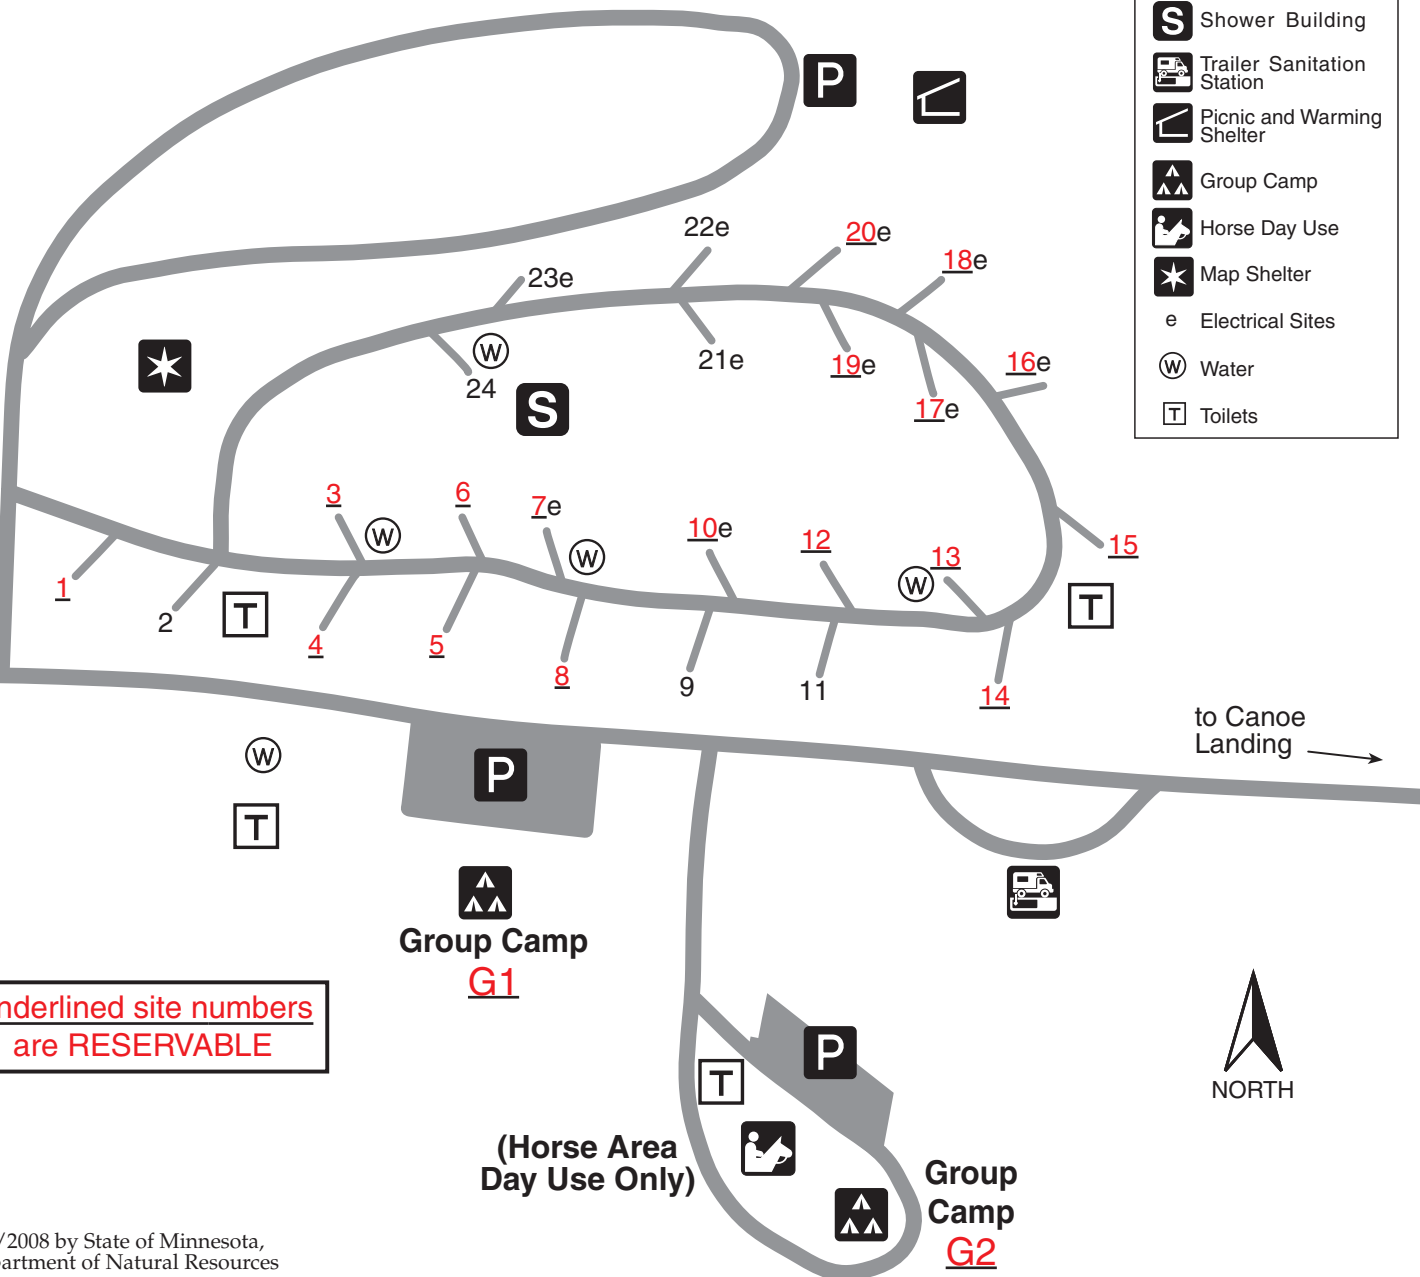 S Shower Building
Trailer Sanitation
Station
Picnic and Warming
Shelter
Group Camp
Horse Day Use
Map Shelter
e Electrical Sites
W Water
T Toilets
P
22e
20e
18e
23e
W
24
21e
19e
16e
17e
S
3
6
7e
W
10e
12
13
15
W
W
1
2
T
T
4
5
8
9
11
14
to Canoe
Landing
W
P
T
Group Camp
G1
nderlined site numbers
are RESERVABLE
P
T
NORTH
(Horse Area
Day Use Only)
Group
Camp
G2
/2008 by State of Minnesota,
artment of Natural Resources